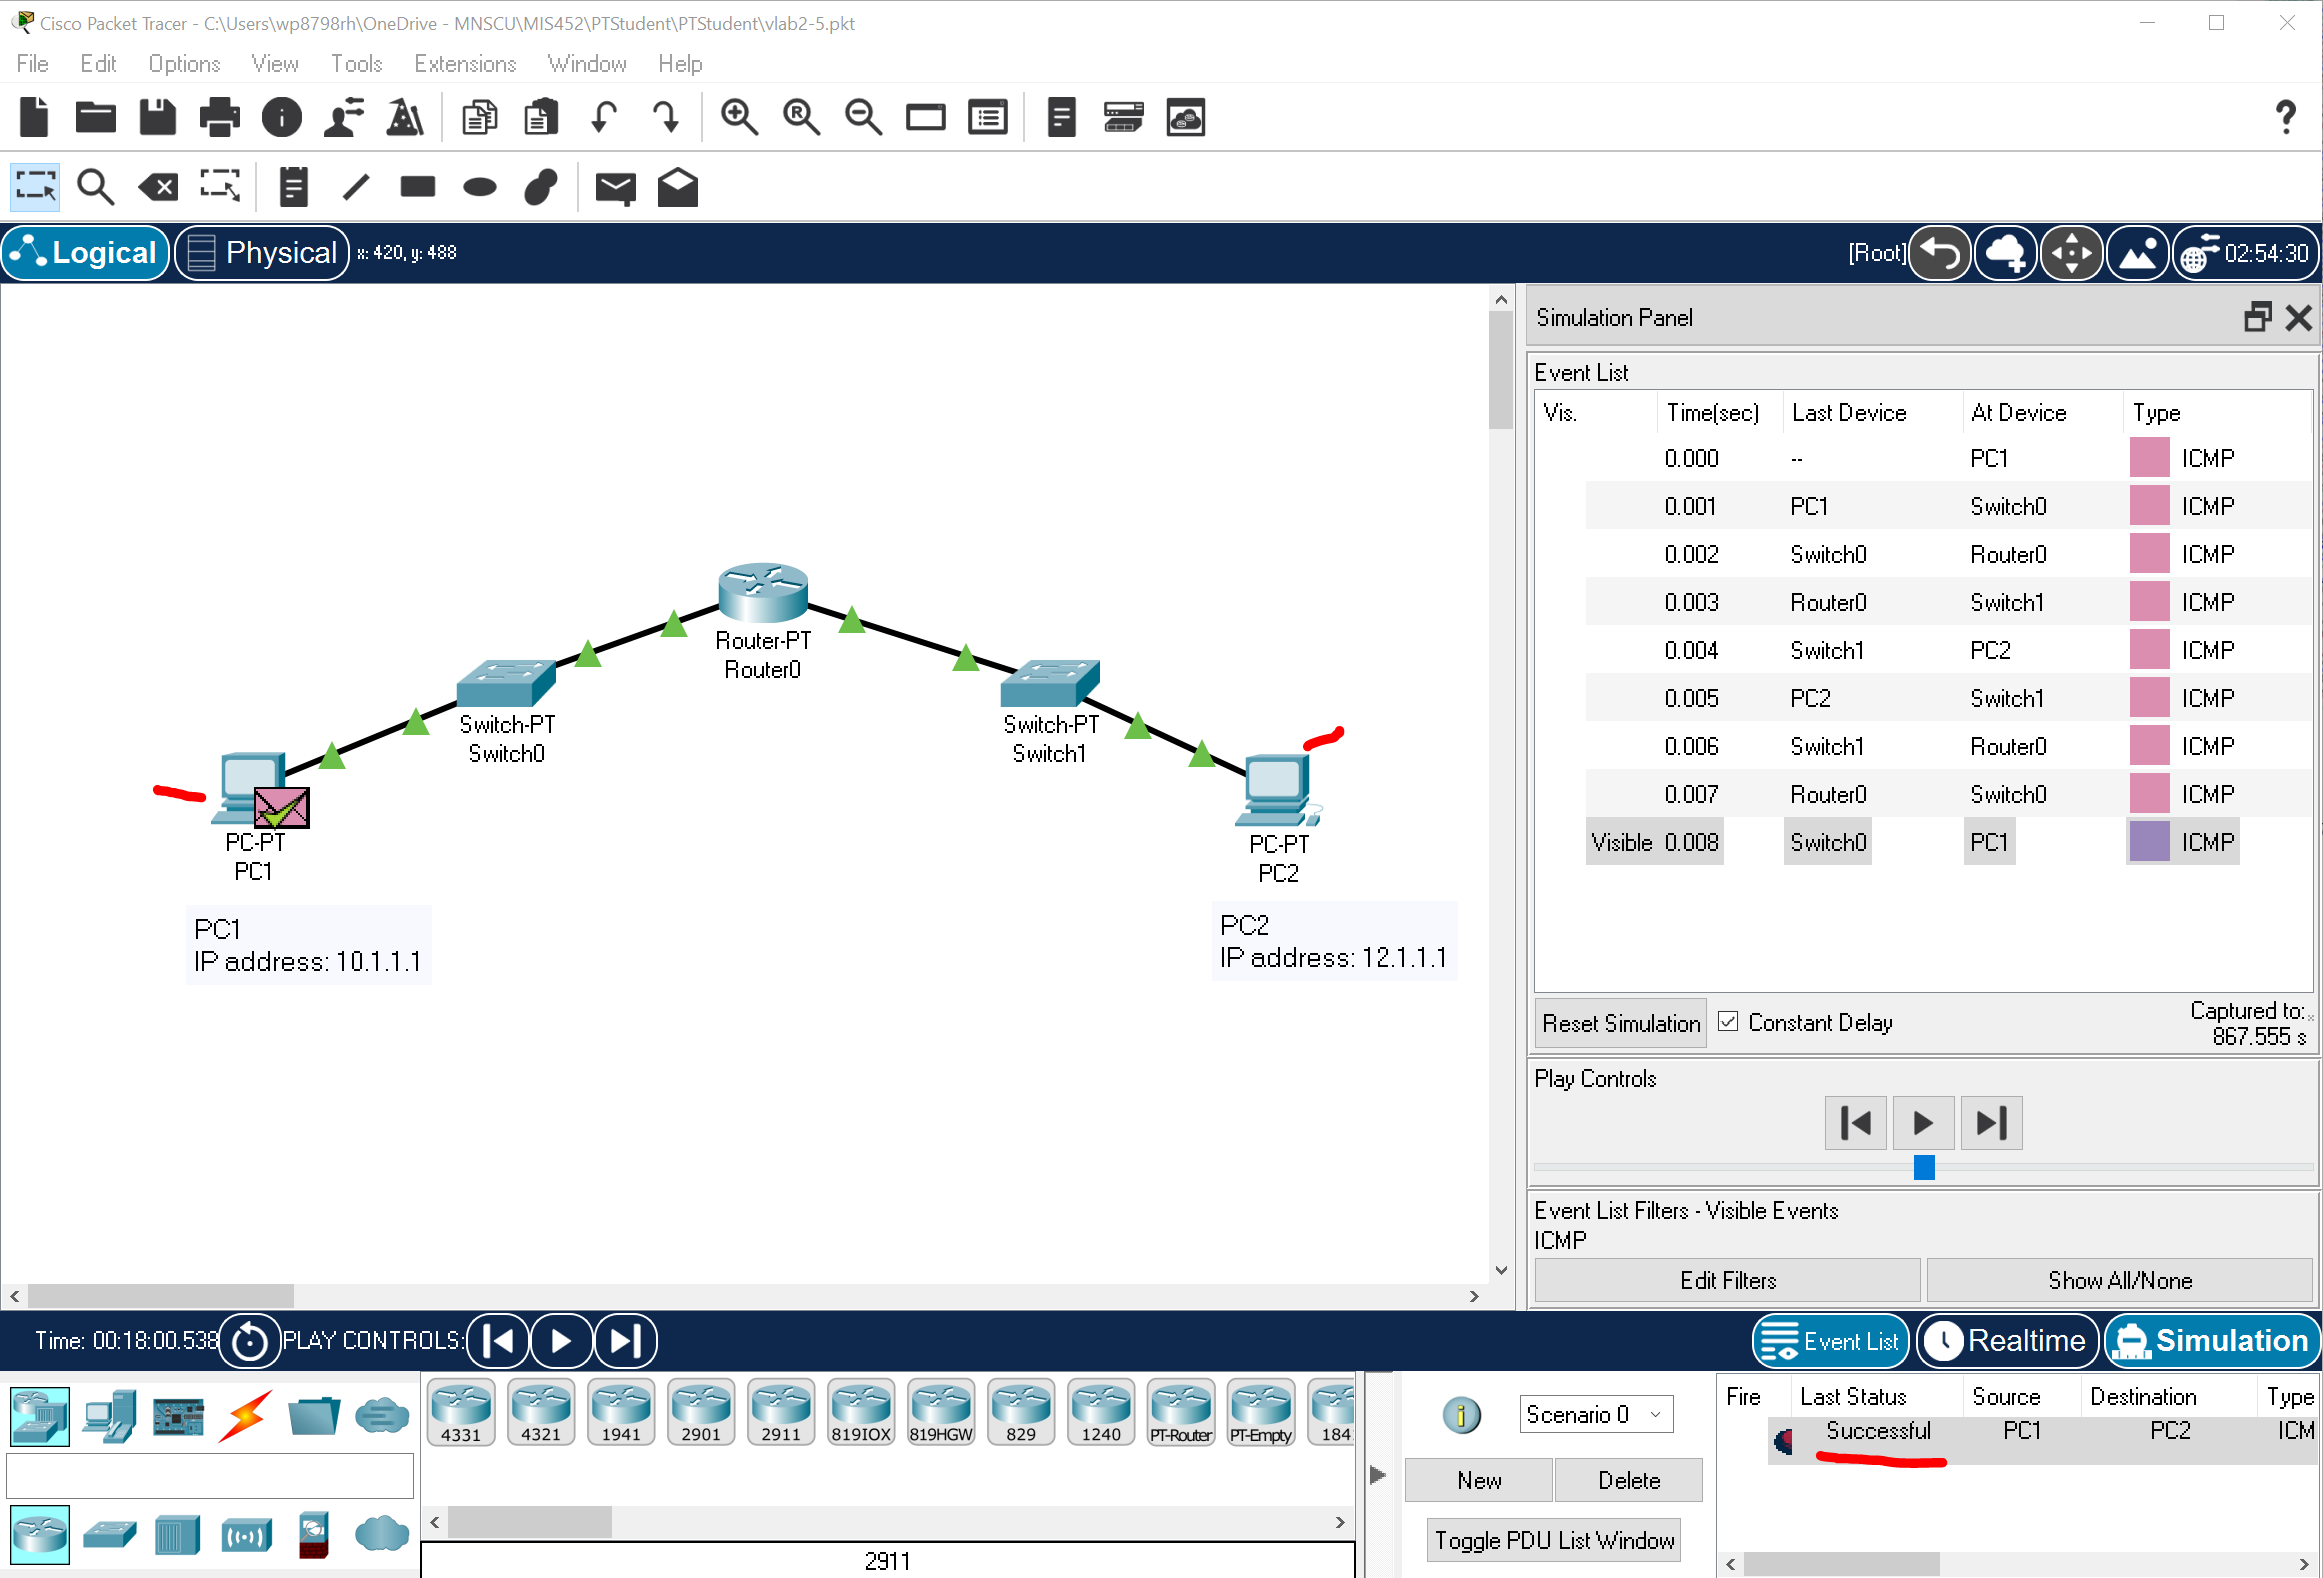 Cisco Packet Tracer - C:\Users\wp8798rh\OneDrive - MNSCU\MIS452\PTStudent\PTStudent\vlab2-5.pkt
File Edit Options View Tools Extensions Window Help
Logical Physical x: 420, y: 488 [Root] 02:54:30
Simulation Panel
Event List
Vis. Time(sec) Last Device At Device Type
0.000 -- PC1 ICMP
0.001 PC1 Switch0 ICMP
0.002 Switch0 Router0 ICMP
0.003 Router0 Switch1 ICMP
0.004 Switch1 PC2 ICMP
0.005 PC2 Switch1 ICMP
0.006 Switch1 Router0 ICMP
0.007 Router0 Switch0 ICMP
Visible 0.008 Switch0 PC1 ICMP
Router-PT
Router0
Switch-PT
Switch0
Switch-PT
Switch1
PC-PT
PC1
PC-PT
PC2
PC1
IP address: 10.1.1.1
PC2
IP address: 12.1.1.1
Reset Simulation Constant Delay Captured to:
867.555 s
Play Controls
Event List Filters - Visible Events
ICMP
Edit Filters Show All/None
Time: 00:18:00.538 PLAY CONTROLS: Event List Realtime Simulation
4331 4321 1941 2901 2911 819IOX 819HGW 829 1240 PT-Router PT-Empty 184
2911
Scenario 0
New Delete
Toggle PDU List Window
Fire Last Status Source Destination Type
Successful PC1 PC2 ICM